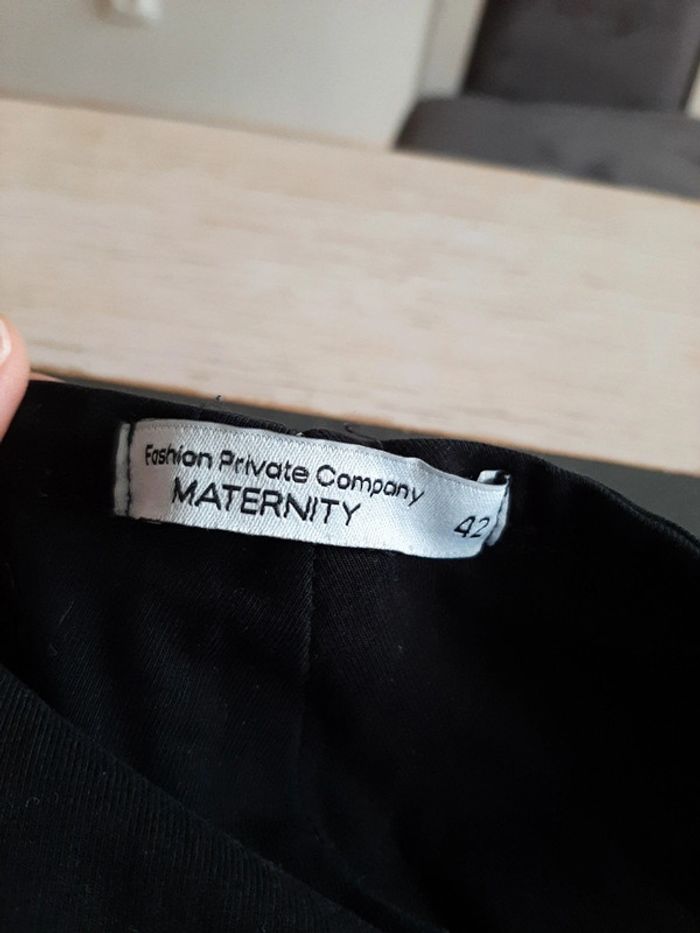 Fashion Private Company
MATERNITY
42